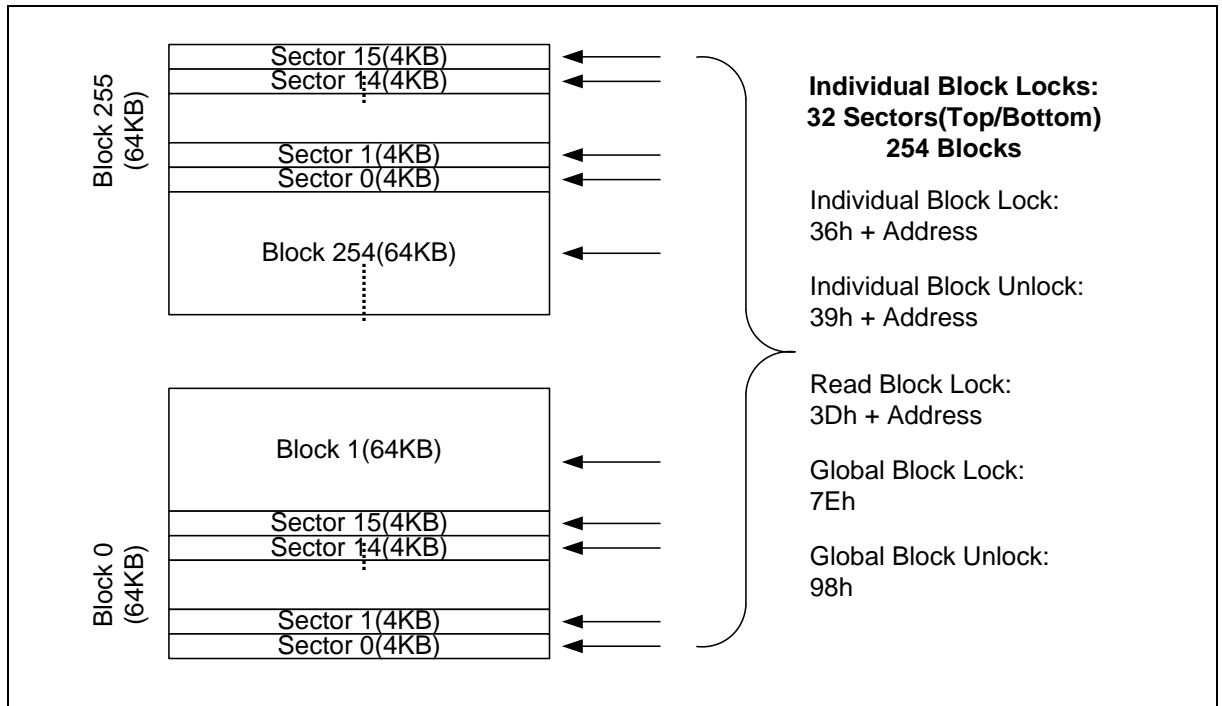 Block 255
(64KB)
Sector 15(4KB)
Sector 14(4KB)
Sector 1(4KB)
Sector 0(4KB)
Block 254(64KB)
Block 1(64KB)
Block 0
(64KB)
Sector 15(4KB)
Sector 14(4KB)
Sector 1(4KB)
Sector 0(4KB)
Individual Block Locks:
32 Sectors(Top/Bottom)
254 Blocks
Individual Block Lock:
36h + Address
Individual Block Unlock:
39h + Address
Read Block Lock:
3Dh + Address
Global Block Lock:
7Eh
Global Block Unlock:
98h